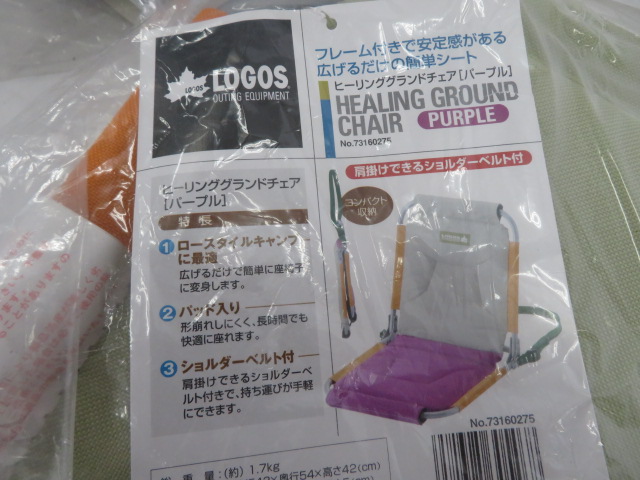 LOGOS
LOGOS
OUTING EQUIPMENT
フレーム付きで安定感がある
広げるだけの簡単シート
ヒーリンググランドチェア[パープル]
HEALING GROUND
CHAIR PURPLE
No.73160275
肩掛けできるショルダーベルト付
コンパクト
収納
LOGOS
ヒーリンググランドチェア
[パープル]
特長
1 ロースタイルキャンプ
に最適
広げるだけで簡単に座椅子
に変身します。
2 パッド入り
形崩れしにくく、長時間でも
快適に座れます。
3 ショルダーベルト付
肩掛けできるショルダーベ
ルト付きで、持ち運びが手軽
にできます。
No.73160275
重量:(約)1.7kg
×奥行54×高さ42(cm)